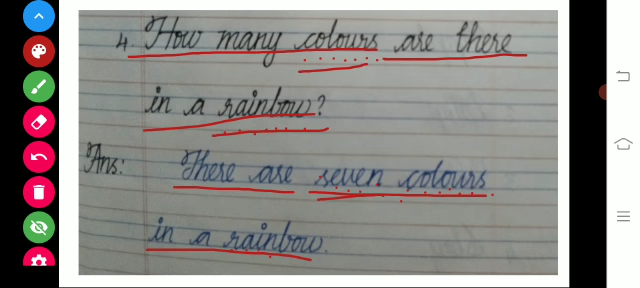 4. How many colours are there
in a rainbow?
Ans: There are seven colours
in a rainbow.